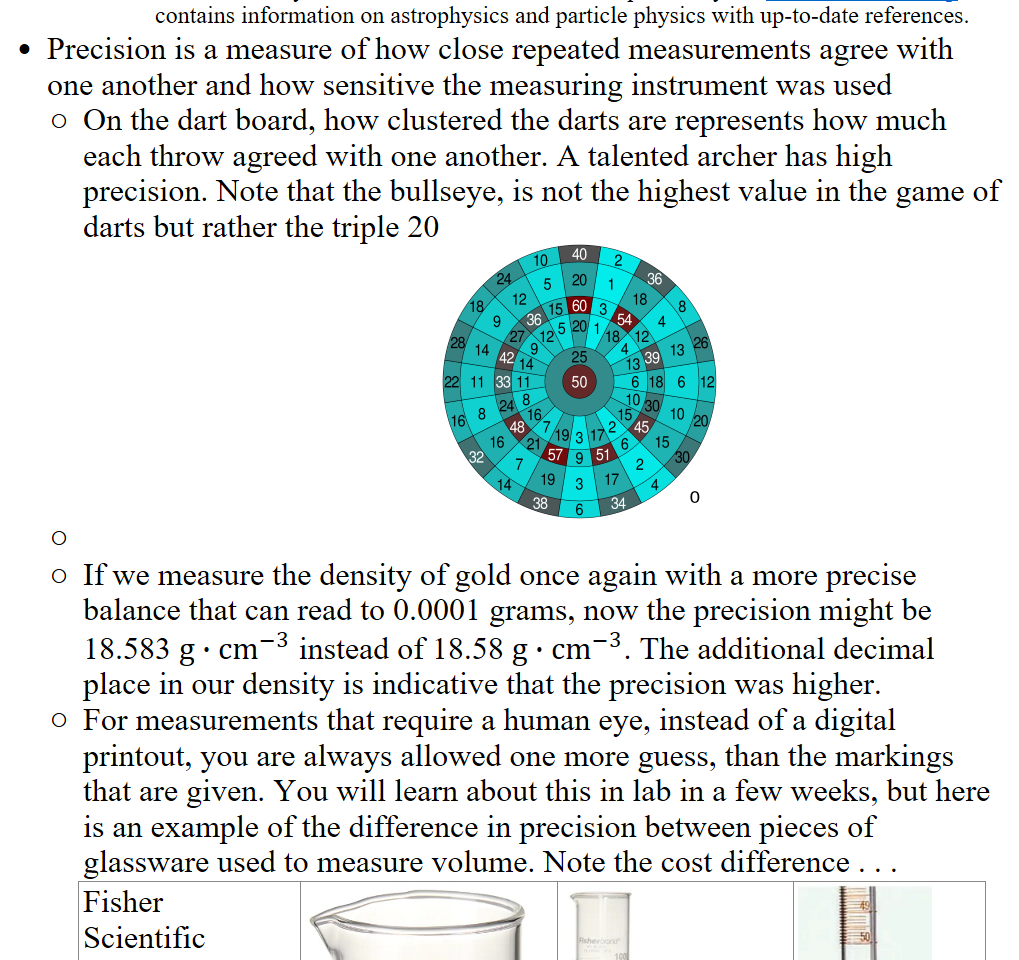 contains information on astrophysics and particle physics with up-to-date references.
• Precision is a measure of how close repeated measurements agree with
one another and how sensitive the measuring instrument was used
○ On the dart board, how clustered the darts are represents how much
each throw agreed with one another. A talented archer has high
precision. Note that the bullseye, is not the highest value in the game of
darts but rather the triple 20
10 40 2
24 5 20 1 36
18 12 15 60 3 18 8
9 36 5 20 1 54 4
28 14 27 12 18 12 13 26
42 14 9 25 4 13 39
22 11 33 11 50 6 18 6 12
16 8 24 8 10 30 10 20
48 16 7 19 3 17 2 15 45
32 16 21 57 9 51 6 15 30
14 7 19 3 17 2 4
38 6 34 0
○
○ If we measure the density of gold once again with a more precise
balance that can read to 0.0001 grams, now the precision might be
18.583 g · cm⁻³ instead of 18.58 g · cm⁻³. The additional decimal
place in our density is indicative that the precision was higher.
○ For measurements that require a human eye, instead of a digital
printout, you are always allowed one more guess, than the markings
that are given. You will learn about this in lab in a few weeks, but here
is an example of the difference in precision between pieces of
glassware used to measure volume. Note the cost difference . . .
Fisher
Scientific
49
50
100